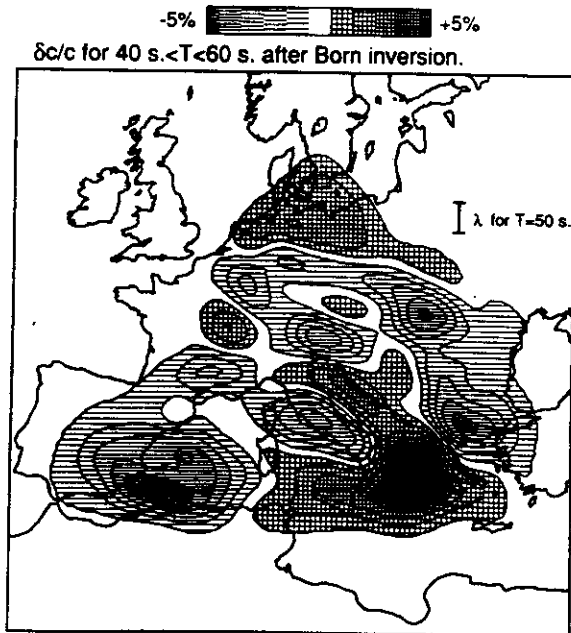 -5% +5%
δc/c for 40 s.<T<60 s. after Born inversion.
λ for T=50 s.